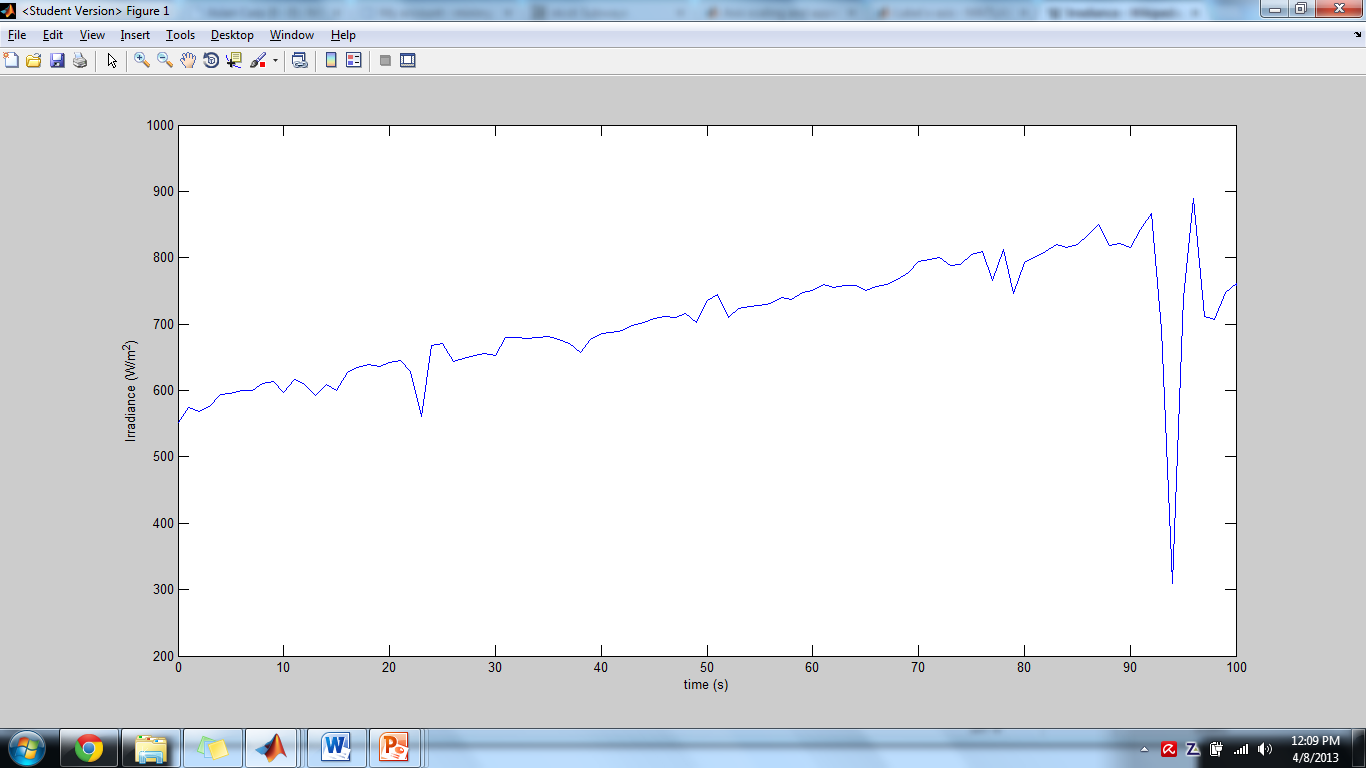 <Student Version> Figure 1
File Edit View Insert Tools Desktop Window Help
1000
900
800
700
600
500
400
300
200
Irradiance (W/m²)
0 10 20 30 40 50 60 70 80 90 100
time (s)
12:09 PM
4/8/2013